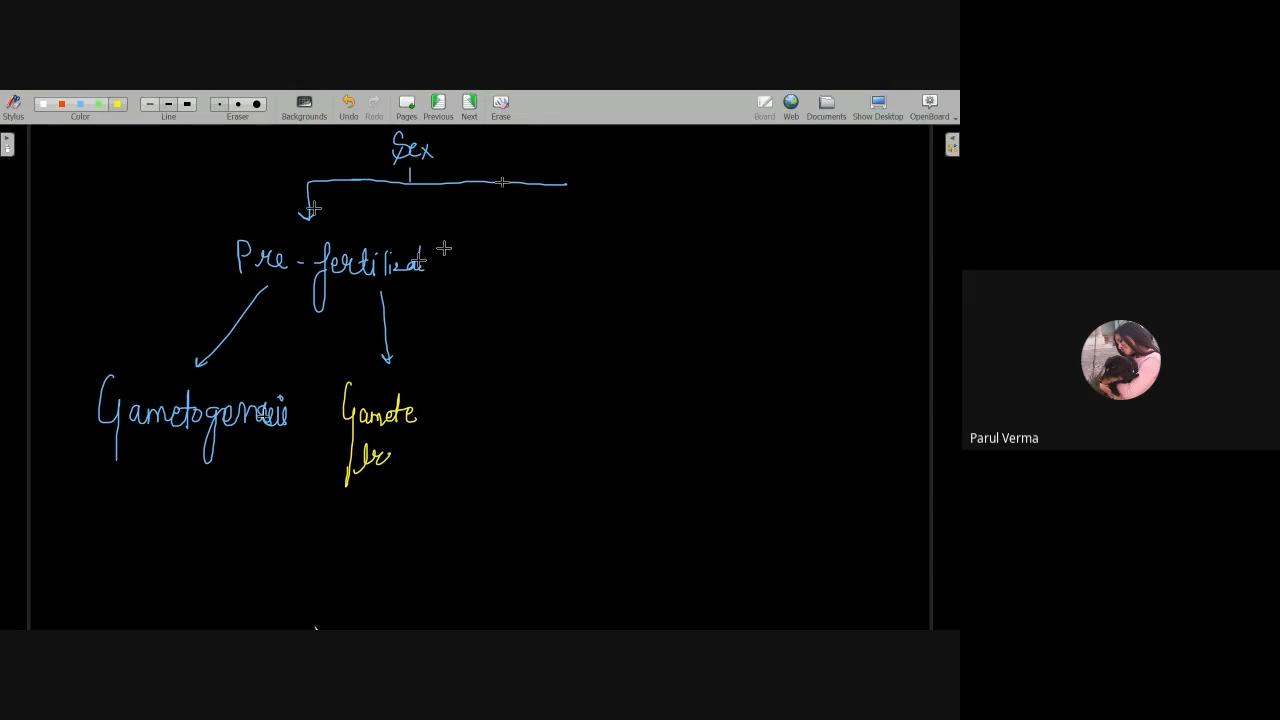 Stylus
Color
Line
Eraser
Backgrounds
Undo
Redo
Pages
Previous
Next
Erase
Board
Web
Documents
Show Desktop
OpenBoard
Sex
Pre-fertilizat
Gametogenesis
Gamete
Parul Verma